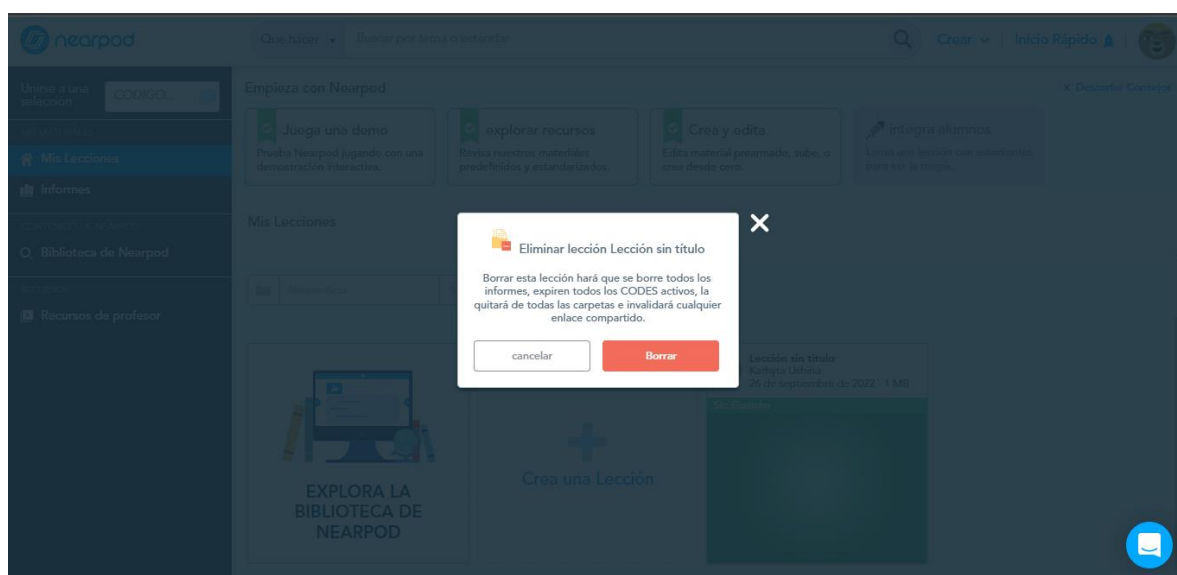 nearpod
Que hacer
Buscar por tema o estándar
Crear
Inicio Rápido
Unirse a una
selección
CODIGO...
Mis Lecciones
Informes
Biblioteca de Nearpod
Recursos de profesor
Empieza con Nearpod
× Descartar Consejos
Juega una demo
Prueba Nearpod jugando con una
demostración interactiva.
explorar recursos
Revisa nuestros materiales
predefinidos y estandarizados.
Crea y edita
Edita material prearmado, sube, o
crea desde cero.
integra alumnos
Lanza una lección con estudiantes
para ver la magia.
Mis Lecciones
Eliminar lección Lección sin título
Borrar esta lección hará que se borre todos los
informes, expiren todos los CODES activos, la
quitará de todas las carpetas e invalidará cualquier
enlace compartido.
cancelar
Borrar
EXPLORA LA
BIBLIOTECA DE
NEARPOD
Crea una Lección
Lección sin título
26 de septiembre de 2022 1 MB